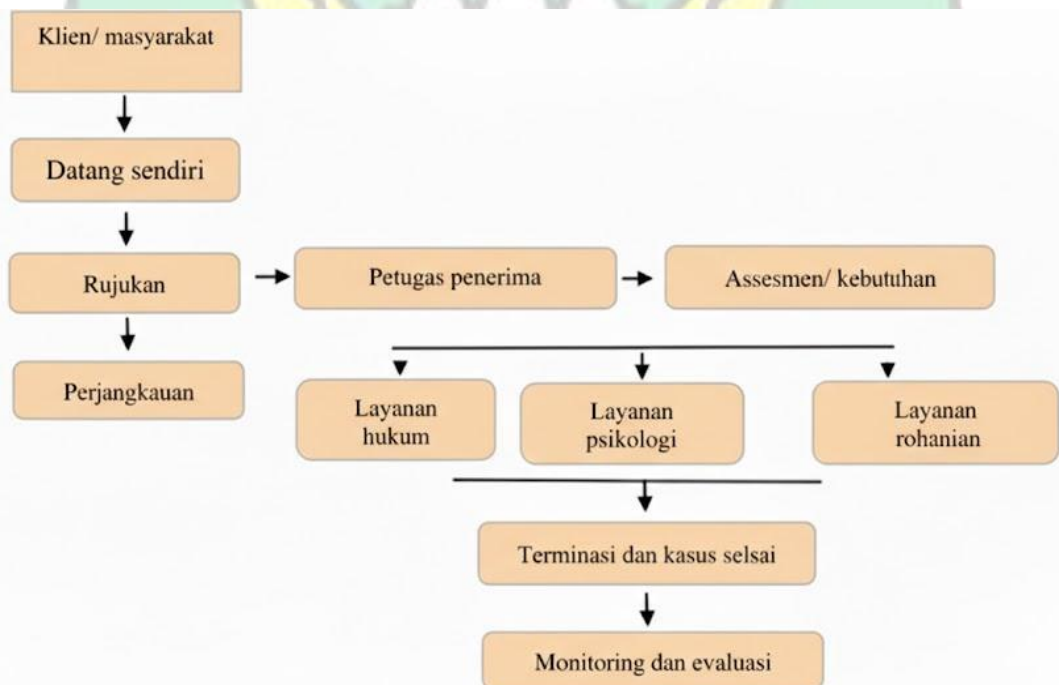 Klien/ masyarakat
Datang sendiri
Rujukan
Petugas penerima
Assesmen/ kebutuhan
Perjangkauan
Layanan
hukum
Layanan
psikologi
Layanan
rohanian
Terminasi dan kasus selsai
Monitoring dan evaluasi